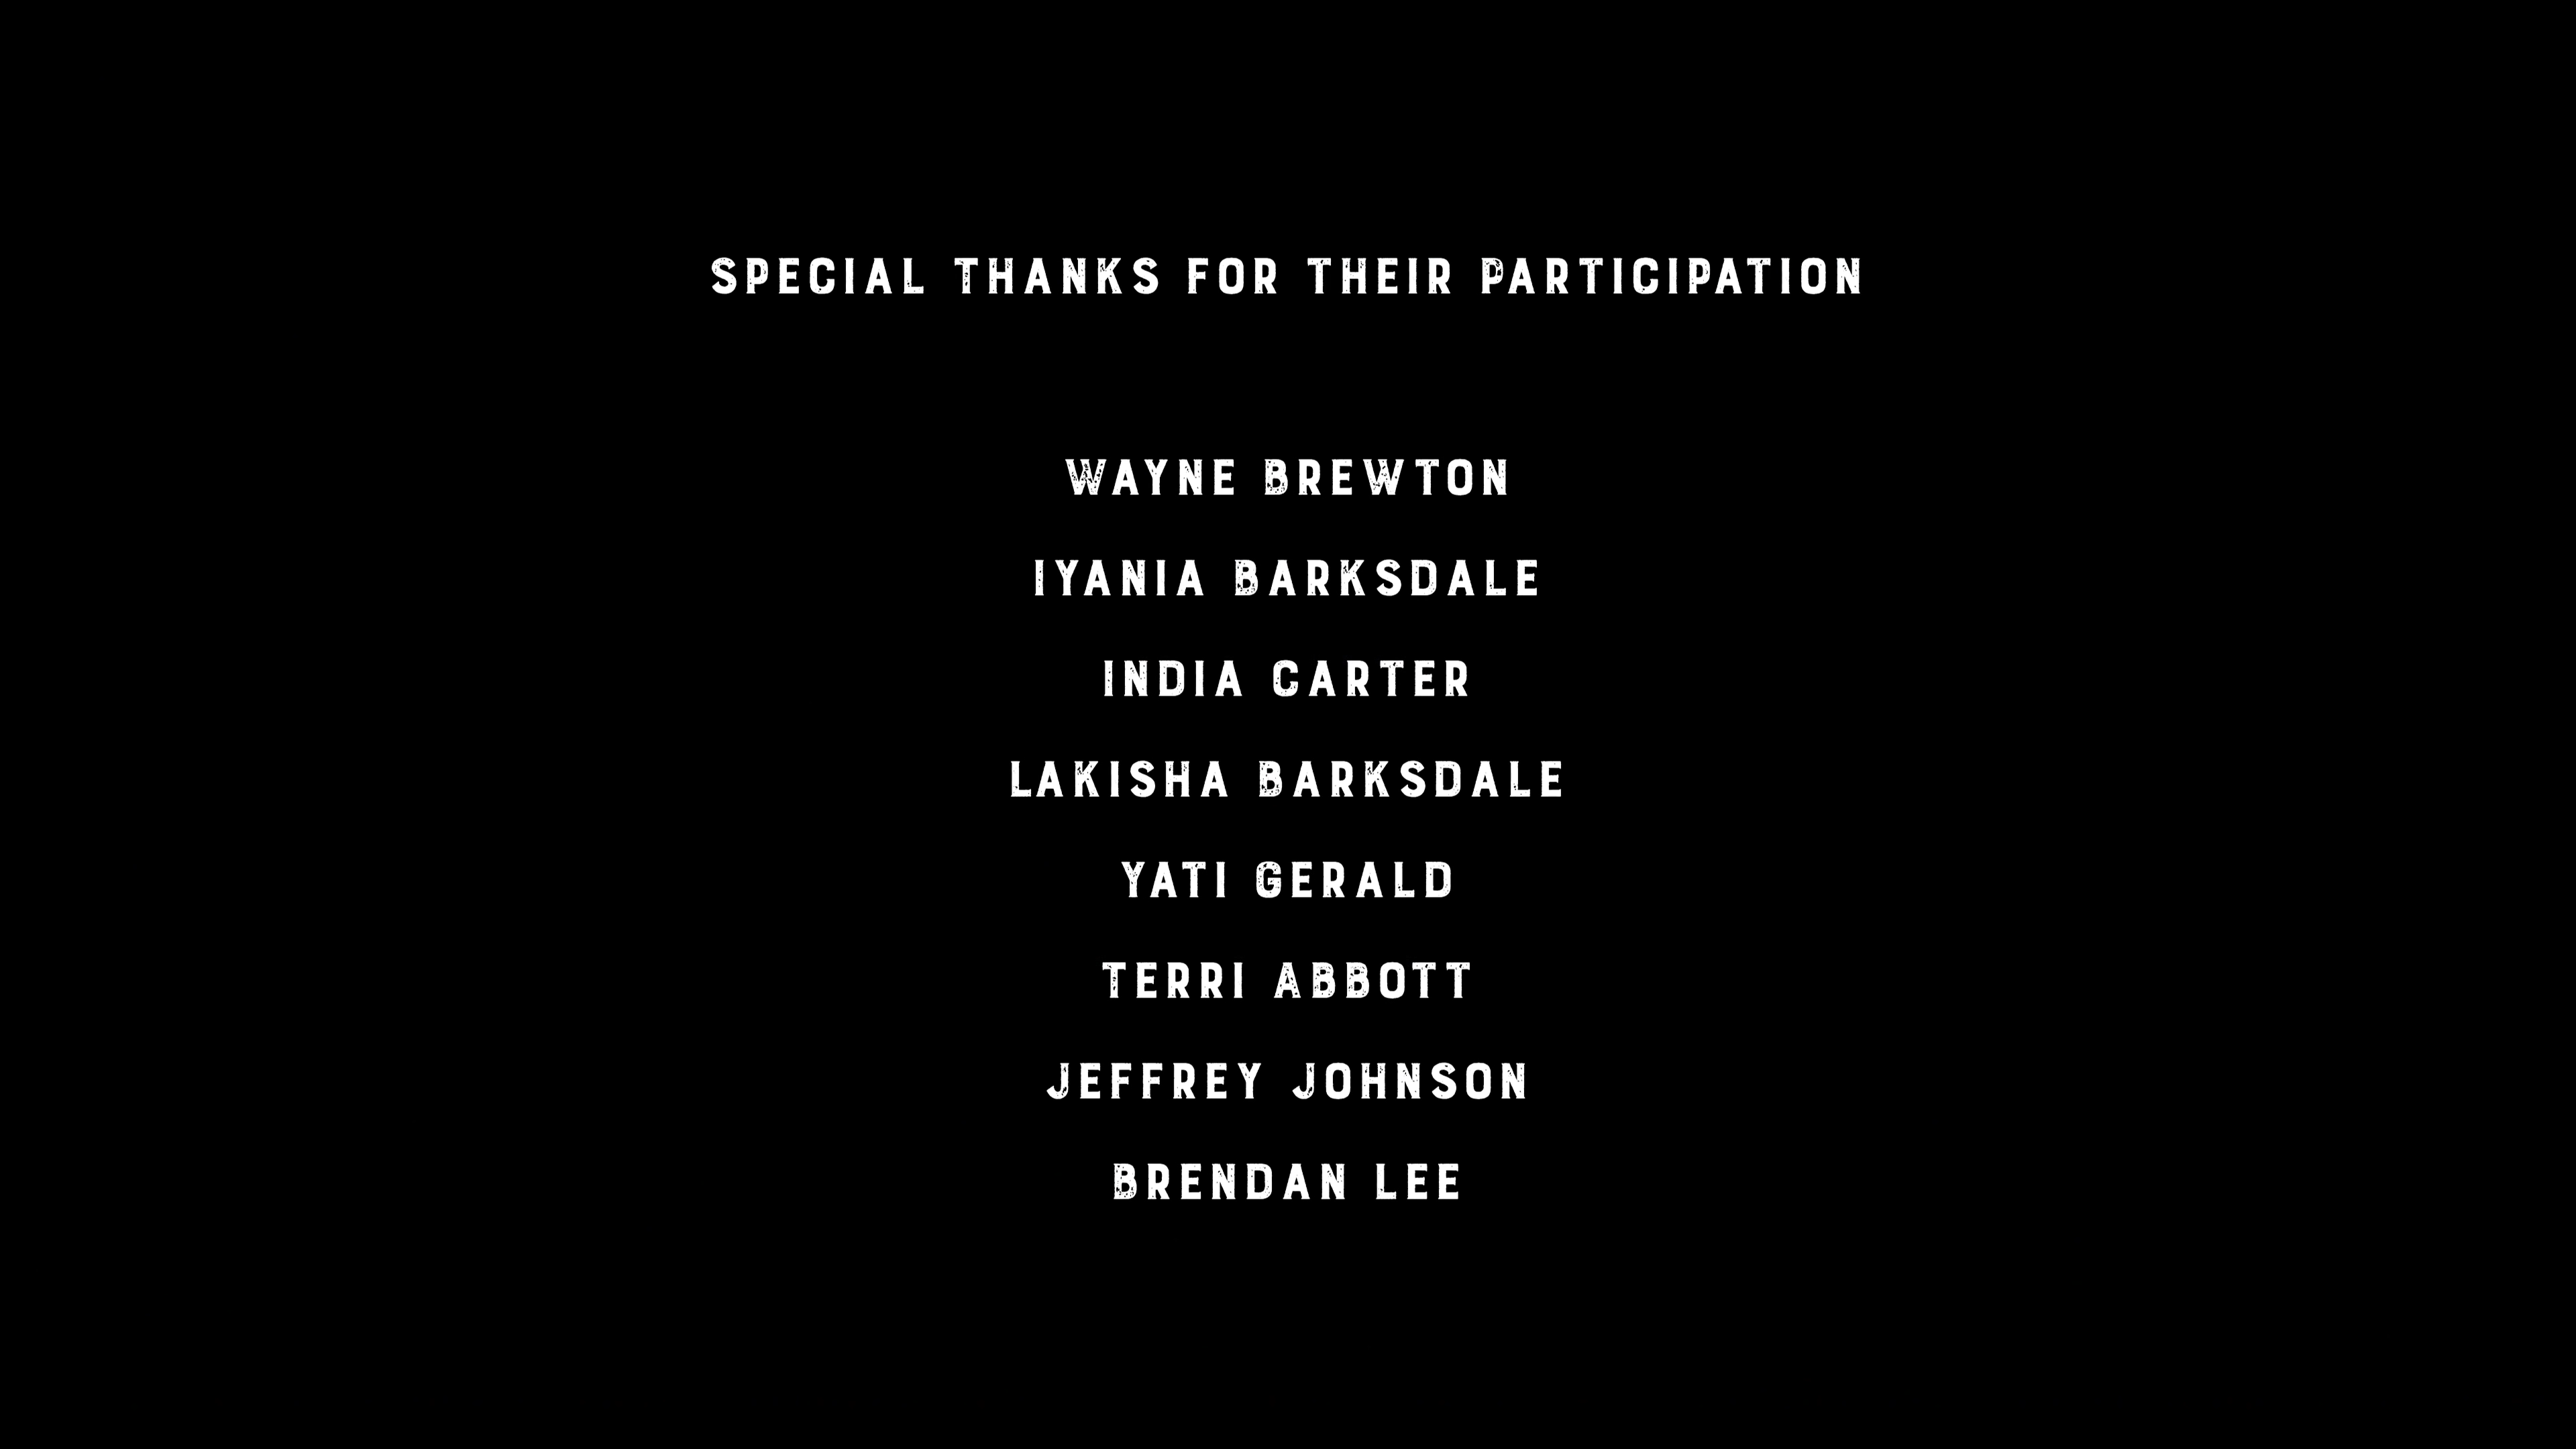 SPECIAL THANKS FOR THEIR PARTICIPATION
WAYNE BREWTON
IYANIA BARKSDALE
INDIA CARTER
LAKISHA BARKSDALE
YATI GERALD
TERRI ABBOTT
JEFFREY JOHNSON
BRENDAN LEE